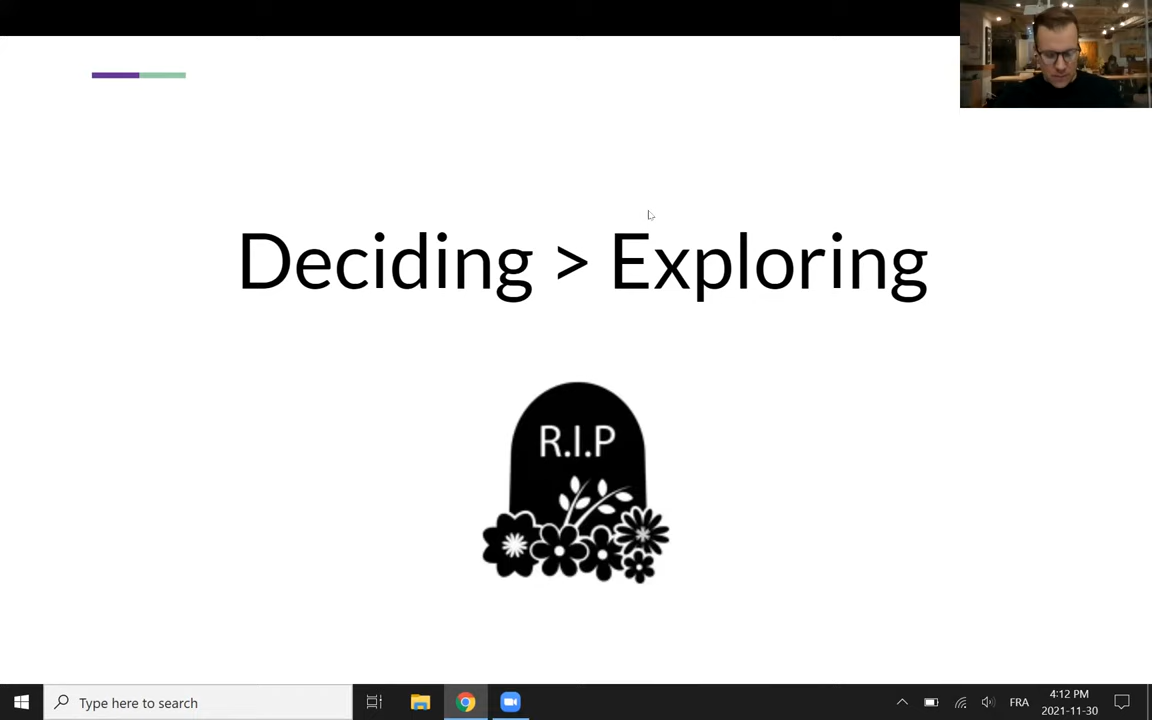 Deciding > Exploring
R.I.P
Type here to search
FRA
4:12 PM
2021-11-30